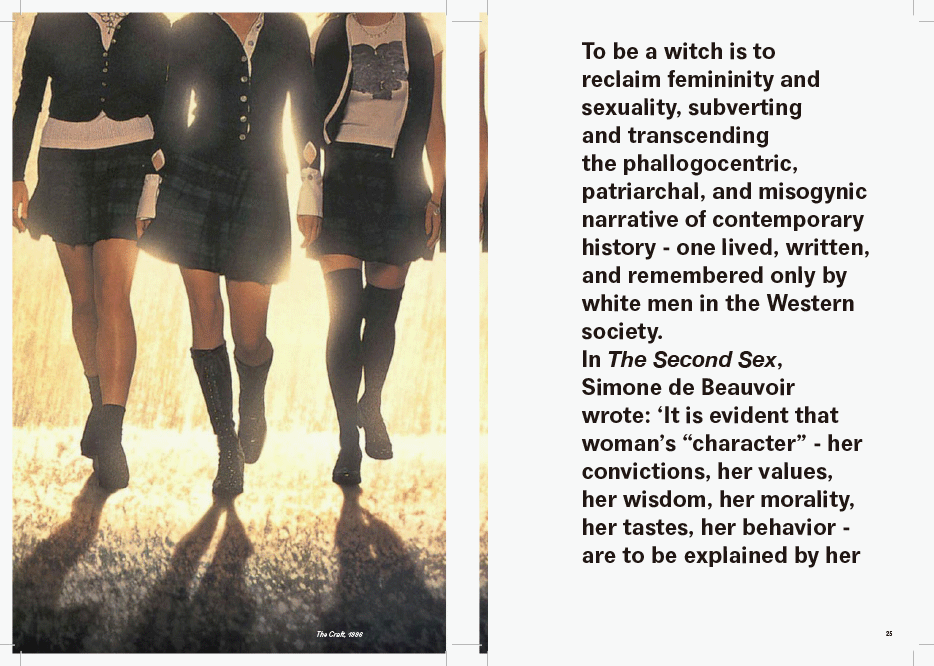 The Craft, 1996
To be a witch is to
reclaim femininity and
sexuality, subverting
and transcending
the phallogocentric,
patriarchal, and misogynic
narrative of contemporary
history - one lived, written,
and remembered only by
white men in the Western
society.
In The Second Sex,
Simone de Beauvoir
wrote: ‘It is evident that
woman’s “character” - her
convictions, her values,
her wisdom, her morality,
her tastes, her behavior -
are to be explained by her
25